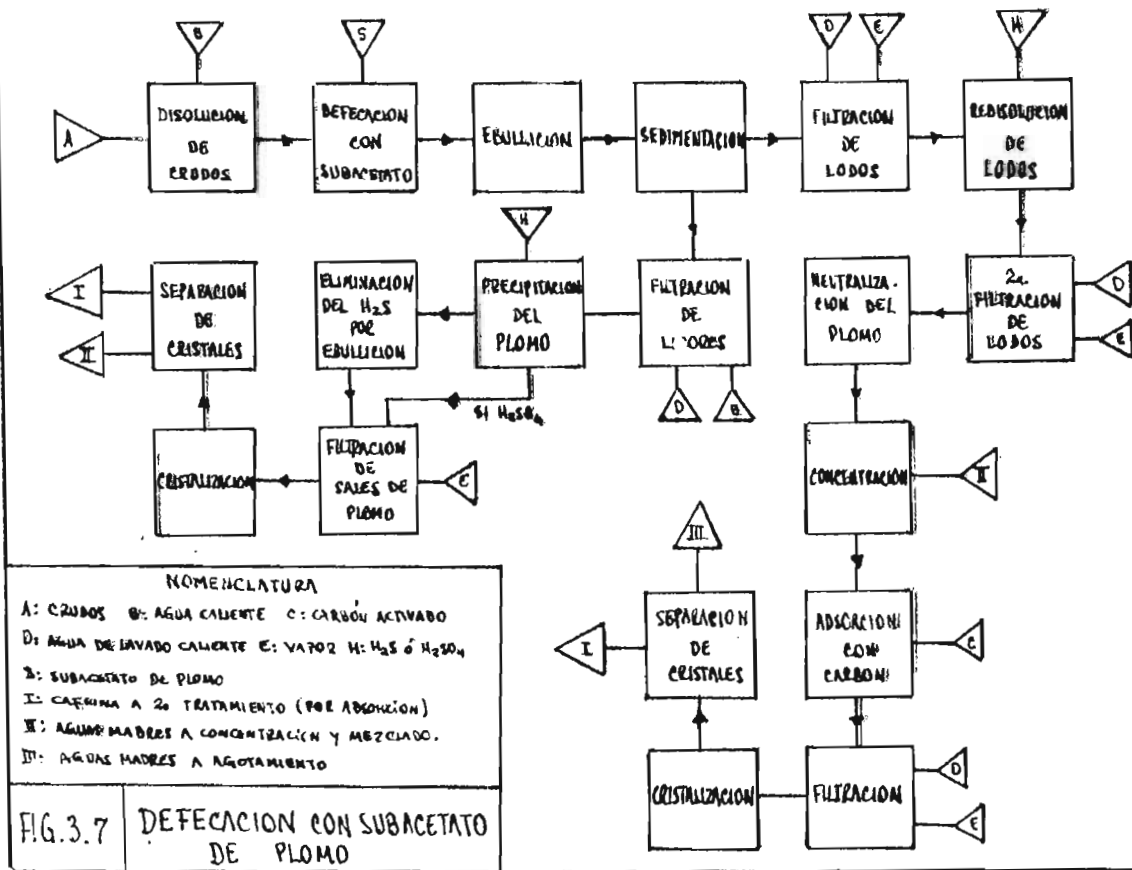 B
S
D
E
H
A
DISOLUCION
DE
CRUDOS
DEFECACION
CON
SUBACETATO
EBULLICION
SEDIMENTACION
FILTRACION
DE
LODOS
REDISOLUCION
DE
LODOS
H
I
II
SEPARACION
DE
CRISTALES
ELIMINACION
DEL H₂S
POR
EBULLICION
PRECIPITACION
DEL
PLOMO
FILTRACION
DE
LICORES
NEUTRALIZA-
CION DEL
PLOMO
2a.
FILTRACION
DE
LODOS
D
E
D
B
SI H₂SO₄
CRISTALIZACION
FILTRACION
DE
SALES DE
PLOMO
E
CONCENTRACION
II
III
NOMENCLATURA
A: CRUDOS B: AGUA CALIENTE C: CARBÓN ACTIVADO
D: AGUA DE LAVADO CALIENTE E: VAPOR H: H₂S ó H₂SO₄
S: SUBACETATO DE PLOMO
I: CAFEINA A 2o TRATAMIENTO (POR ABSORCION)
II: AGUAS MADRES A CONCENTRACION Y MEZCLADO.
III: AGUAS MADRES A AGOTAMIENTO
I
SEPARACION
DE
CRISTALES
ADSORCION
CON
CARBON
C
CRISTALIZACION
FILTRACION
D
E
FIG. 3.7
DEFECACION CON SUBACETATO
DE PLOMO